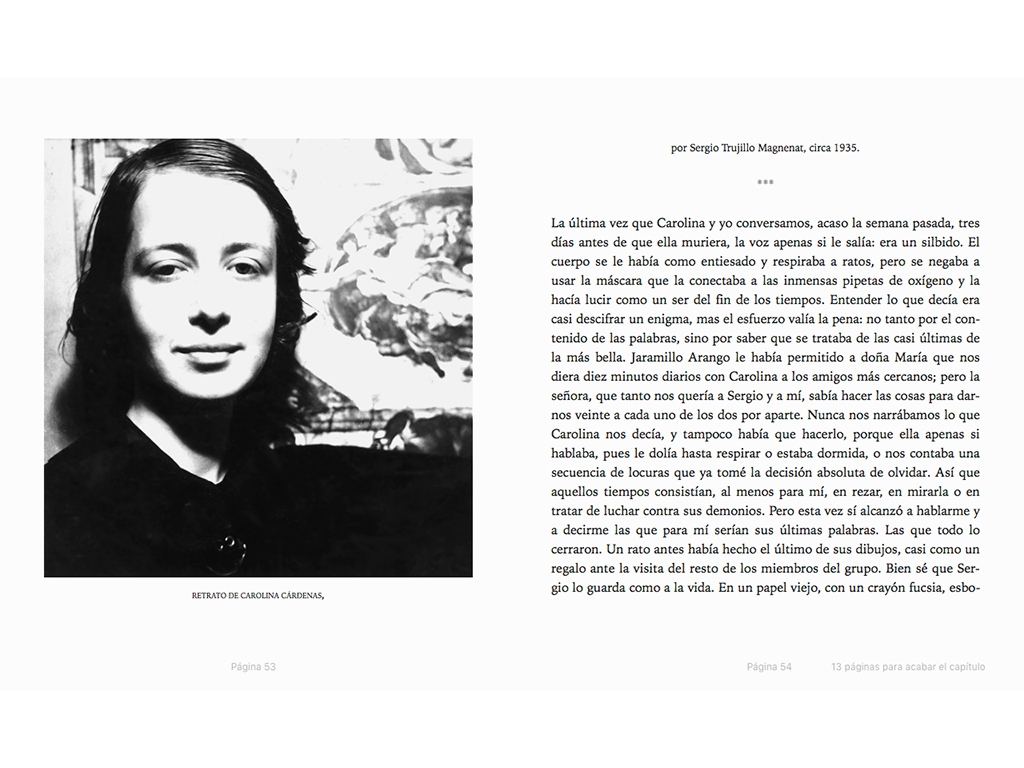 RETRATO DE CAROLINA CÁRDENAS,
Página 53
por Sergio Trujillo Magnenat, circa 1935.
***
La última vez que Carolina y yo conversamos, acaso la semana pasada, tres
días antes de que ella muriera, la voz apenas si le salía: era un silbido. El
cuerpo se le había como entiesado y respiraba a ratos, pero se negaba a
usar la máscara que la conectaba a las inmensas pipetas de oxígeno y la
hacía lucir como un ser del fin de los tiempos. Entender lo que decía era
casi descifrar un enigma, mas el esfuerzo valía la pena: no tanto por el con-
tenido de las palabras, sino por saber que se trataba de las casi últimas de
la más bella. Jaramillo Arango le había permitido a doña María que nos
diera diez minutos diarios con Carolina a los amigos más cercanos; pero la
señora, que tanto nos quería a Sergio y a mí, sabía hacer las cosas para dar-
nos veinte a cada uno de los dos por aparte. Nunca nos narrábamos lo que
Carolina nos decía, y tampoco había que hacerlo, porque ella apenas si
hablaba, pues le dolía hasta respirar o estaba dormida, o nos contaba una
secuencia de locuras que ya tomé la decisión absoluta de olvidar. Así que
aquellos tiempos consistían, al menos para mí, en rezar, en mirarla o en
tratar de luchar contra sus demonios. Pero esta vez sí alcanzó a hablarme y
a decirme las que para mí serían sus últimas palabras. Las que todo lo
cerraron. Un rato antes había hecho el último de sus dibujos, casi como un
regalo ante la visita del resto de los miembros del grupo. Bien sé que Ser-
gio lo guarda como a la vida. En un papel viejo, con un crayón fucsia, esbo-
Página 54
13 páginas para acabar el capítulo